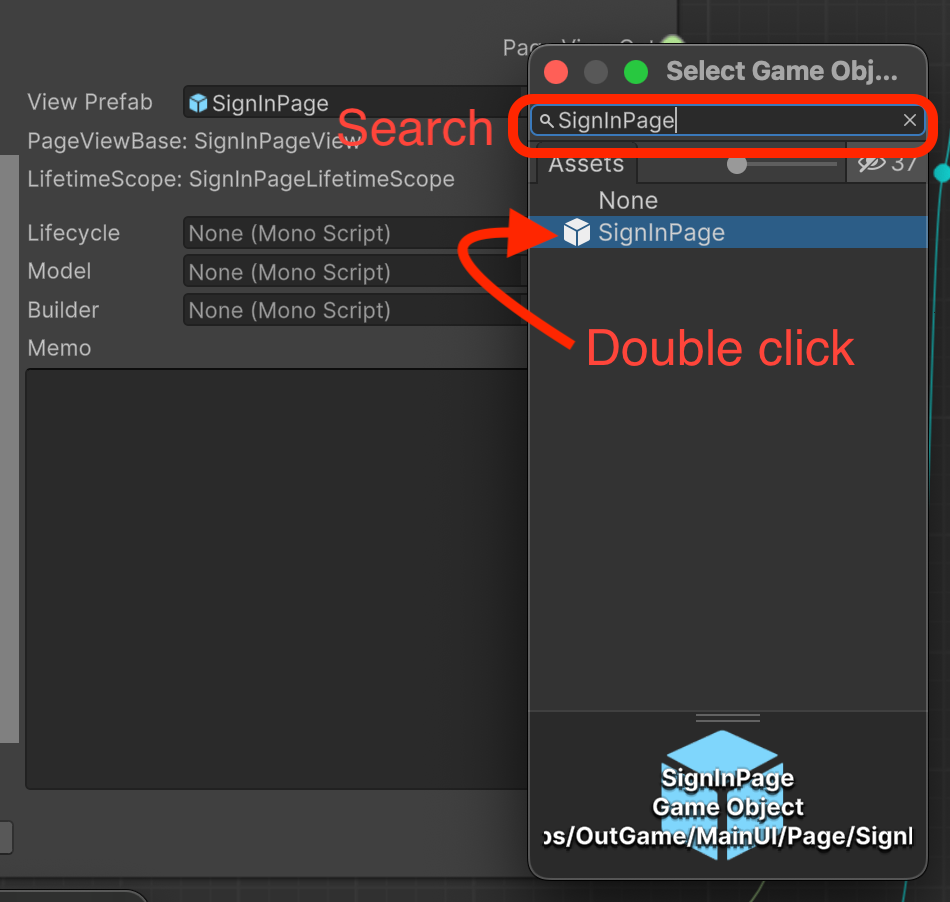 Select Game Obj...
View Prefab
SignInPage
Search
SignInPage
PageViewBase: SignInPageView
Assets
37
LifetimeScope: SignInPageLifetimeScope
None
SignInPage
Lifecycle
None (Mono Script)
Model
None (Mono Script)
Builder
None (Mono Script)
Memo
Double click
SignInPage
Game Object
os/OutGame/MainUI/Page/SignI